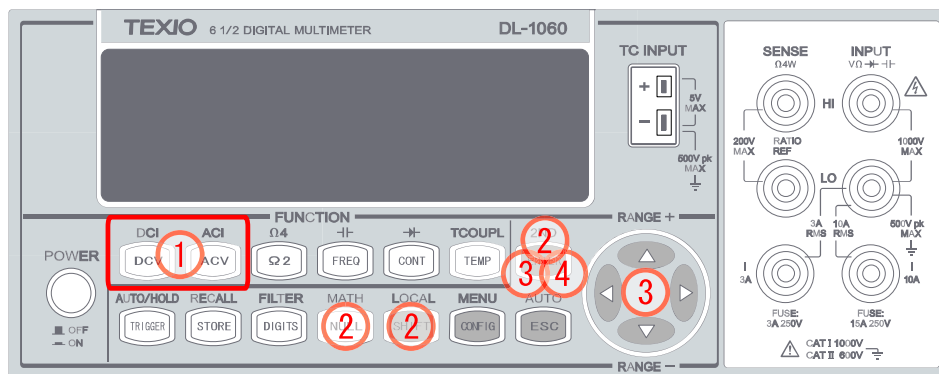 TEXIO 6 1/2 DIGITAL MULTIMETER DL-1060
TC INPUT
+
−
5V
MAX
500V pk
MAX
SENSE
Ω4W
INPUT
VΩ
HI
200V
MAX
RATIO
REF
1000V
MAX
LO
3A
RMS
10A
RMS
500V pk
MAX
I
3A
I
10A
FUSE:
3A 250V
FUSE:
15A 250V
CAT I 1000V
CAT II 600V
FUNCTION
DCI ACI Ω4 TCOUPL 2ND
POWER
DCV 1 ACV Ω2 FREQ CONT TEMP
2
3 4
OFF
ON
AUTO/HOLD RECALL FILTER MATH LOCAL MENU AUTO
TRIGGER STORE DIGITS NULL 2 SHIFT 2 CONFIG ESC
RANGE +
3
RANGE −